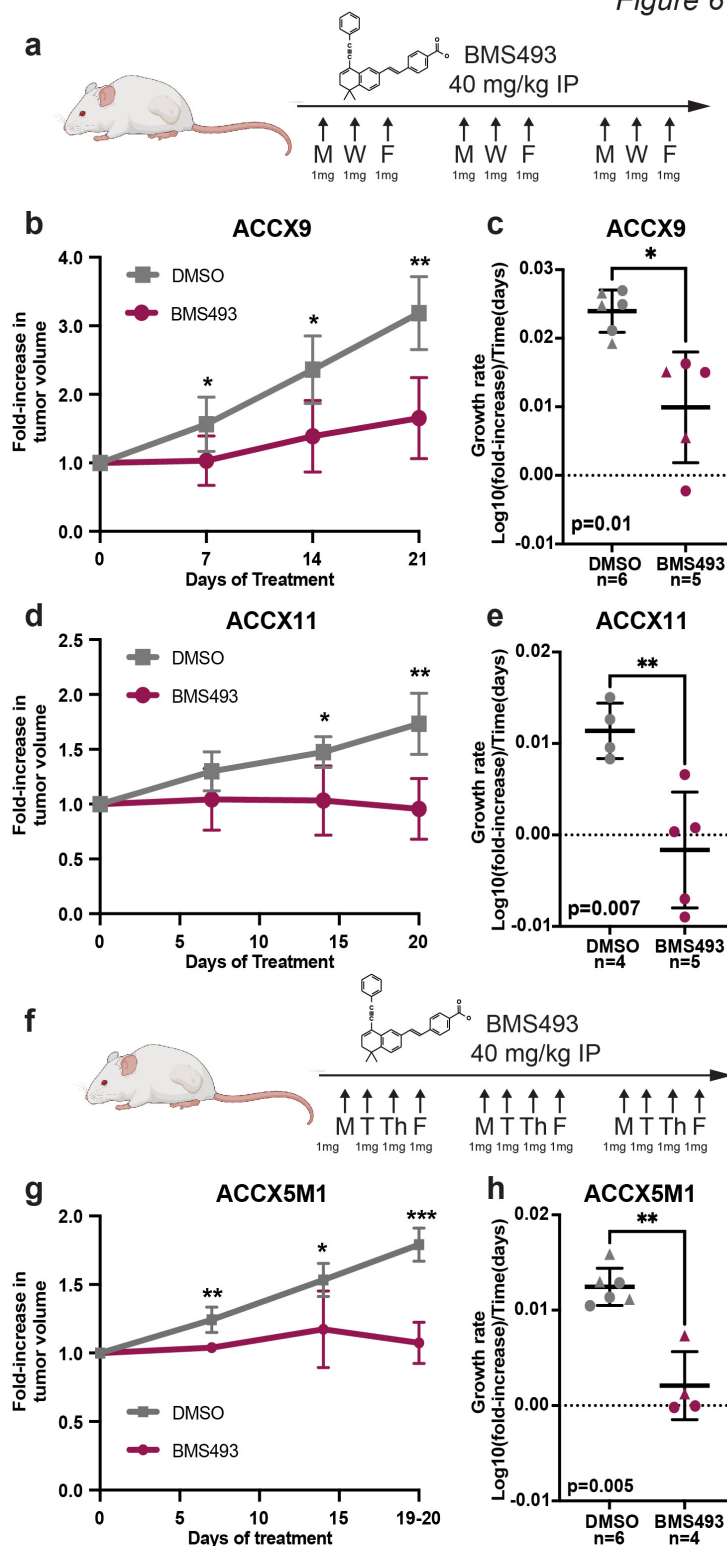 Figure 6
a
BMS493
40 mg/kg IP
M W F M W F M W F
1mg 1mg 1mg 1mg 1mg 1mg 1mg 1mg 1mg
b
ACCX9
Fold-increase in
tumor volume
4.0
3.0
2.0
1.0
0.0
DMSO
BMS493
*
*
**
0 7 14 21
Days of Treatment
c
ACCX9
Growth rate
Log10(fold-increase)/Time(days)
0.03
0.02
0.01
0.00
-0.01
*
p=0.01
DMSO BMS493
n=6 n=5
d
ACCX11
Fold-increase in
tumor volume
2.5
2.0
1.5
1.0
0.5
0.0
DMSO
BMS493
*
**
0 5 10 15 20
Days of Treatment
e
ACCX11
Growth rate
Log10(fold-increase)/Time(days)
0.02
0.01
0.00
-0.01
**
p=0.007
DMSO BMS493
n=4 n=5
f
BMS493
40 mg/kg IP
M T Th F M T Th F M T Th F
1mg 1mg 1mg 1mg 1mg 1mg 1mg 1mg 1mg 1mg 1mg 1mg
g
ACCX5M1
Fold-increase in
tumor volume
2.0
1.5
1.0
0.5
0.0
**
*
***
DMSO
BMS493
0 5 10 15 19-20
Days of treatment
h
ACCX5M1
Growth rate
Log10(fold-increase)/Time(days)
0.02
0.01
0.00
-0.01
**
p=0.005
DMSO BMS493
n=6 n=4